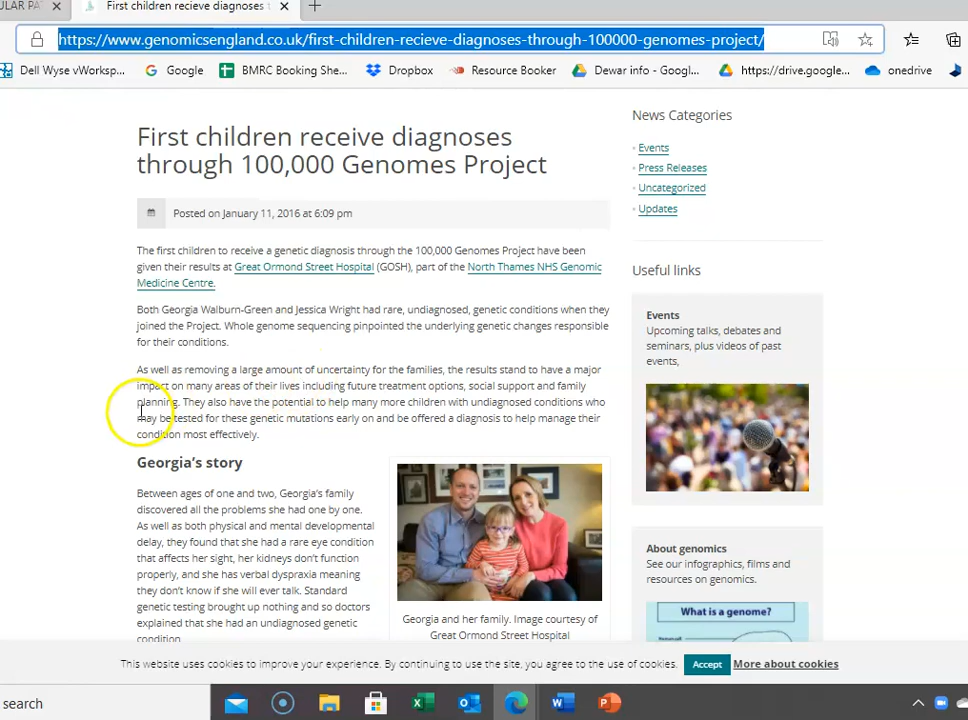 ULAR PA
First children recieve diagnoses
https://www.genomicsengland.co.uk/first-children-recieve-diagnoses-through-100000-genomes-project/
Dell Wyse vWorksp...
Google
BMRC Booking She...
Dropbox
Resource Booker
Dewar info - Googl...
https://drive.google...
onedrive
First children receive diagnoses
through 100,000 Genomes Project
Posted on January 11, 2016 at 6:09 pm
The first children to receive a genetic diagnosis through the 100,000 Genomes Project have been
given their results at Great Ormond Street Hospital (GOSH), part of the North Thames NHS Genomic
Medicine Centre.
Both Georgia Walburn-Green and Jessica Wright had rare, undiagnosed, genetic conditions when they
joined the Project. Whole genome sequencing pinpointed the underlying genetic changes responsible
for their conditions.
As well as removing a large amount of uncertainty for the families, the results stand to have a major
impact on many areas of their lives including future treatment options, social support and family
planning. They also have the potential to help many more children with undiagnosed conditions who
may be tested for these genetic mutations early on and be offered a diagnosis to help manage their
condition most effectively.
Georgia's story
Between ages of one and two, Georgia's family
discovered all the problems she had one by one.
As well as both physical and mental developmental
delay, they found that she had a rare eye condition
that affects her sight, her kidneys don't function
properly, and she has verbal dyspraxia meaning
they don't know if she will ever talk. Standard
genetic testing brought up nothing and so doctors
explained that she had an undiagnosed genetic
condition.
Georgia and her family. Image courtesy of
Great Ormond Street Hospital
News Categories
Events
Press Releases
Uncategorized
Updates
Useful links
Events
Upcoming talks, debates and
seminars, plus videos of past
events,
About genomics
See our infographics, films and
resources on genomics.
What is a genome?
This website uses cookies to improve your experience. By continuing to use the site, you agree to the use of cookies.
Accept
More about cookies
search